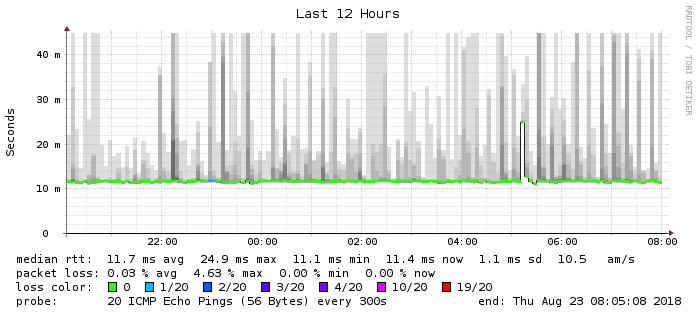 Last 12 Hours
RRDTOOL / TOBI OETIKER
Seconds
40 m
30 m
20 m
10 m
0
22:00 00:00 02:00 04:00 06:00 08:00
median rtt: 11.7 ms avg 24.9 ms max 11.1 ms min 11.4 ms now 1.1 ms sd 10.5 am/s
packet loss: 0.03 % avg 4.63 % max 0.00 % min 0.00 % now
loss color: 0 1/20 2/20 3/20 4/20 10/20 19/20
probe: 20 ICMP Echo Pings (56 Bytes) every 300s end: Thu Aug 23 08:05:08 2018